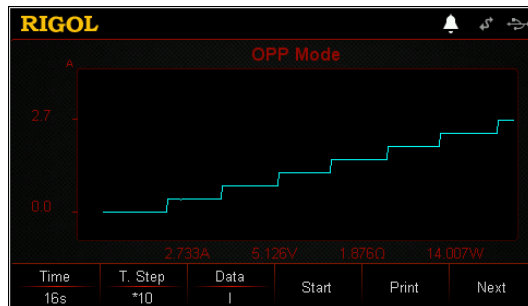 RIGOL
OPP Mode
A
2.7
0.0
2.733A 5.126V 1.876Ω 14.007W
Time T. Step Data Start Print Next
16s *10 I